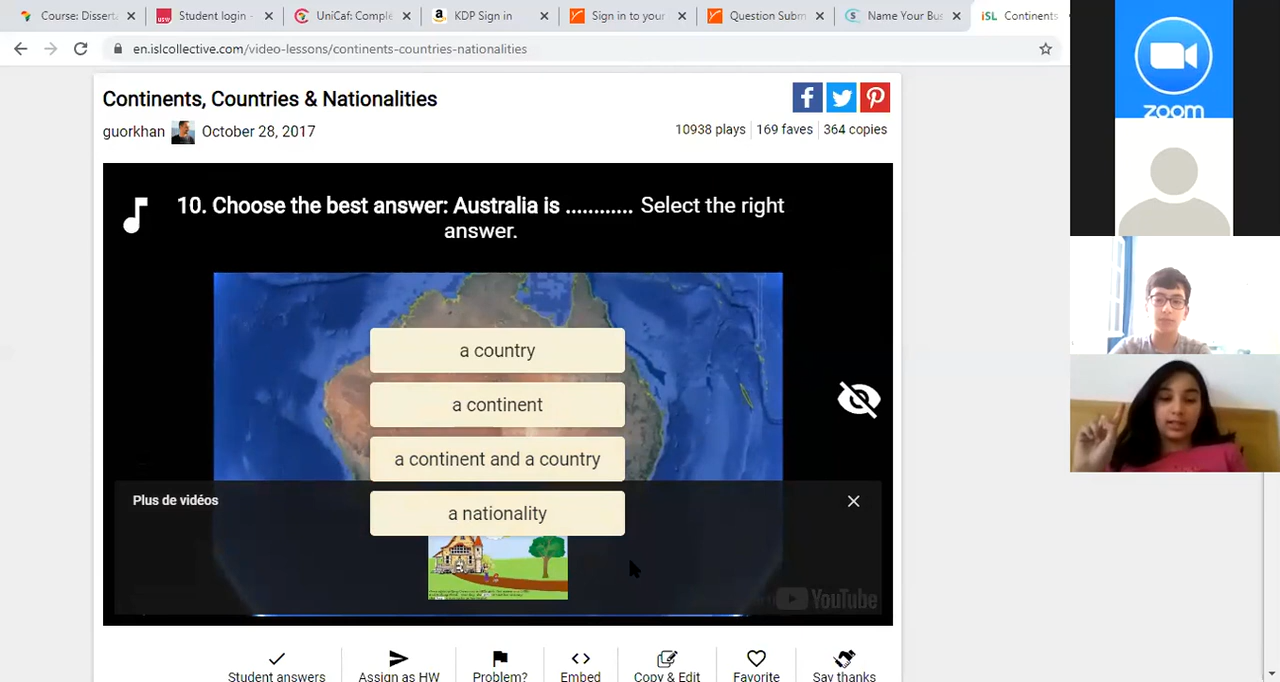 Course: Disserta
Student login -
UniCaf: Comple
KDP Sign in
Sign in to your
Question Subm
Name Your Bus
iSL Continents
en.islcollective.com/video-lessons/continents-countries-nationalities
zoom
Continents, Countries & Nationalities
guorkhan October 28, 2017
10938 plays 169 faves 364 copies
10. Choose the best answer: Australia is ............ Select the right
answer.
a country
a continent
a continent and a country
a nationality
Plus de vidéos
YouTube
Student answers
Assign as HW
Problem?
Embed
Copy & Edit
Favorite
Say thanks